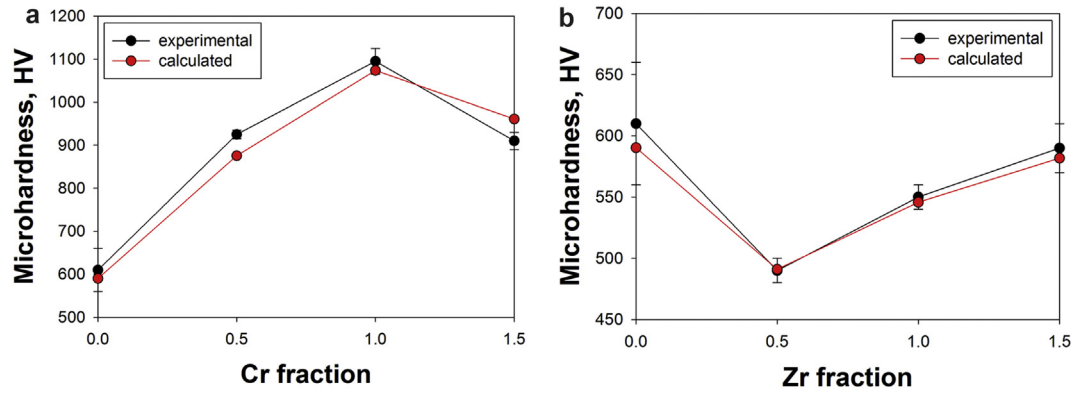 a
1200
1100
1000
900
800
700
600
500
0.0 0.5 1.0 1.5
Microhardness, HV
Cr fraction
experimental
calculated
b
700
650
600
550
500
450
0.0 0.5 1.0 1.5
Microhardness, HV
Zr fraction
experimental
calculated